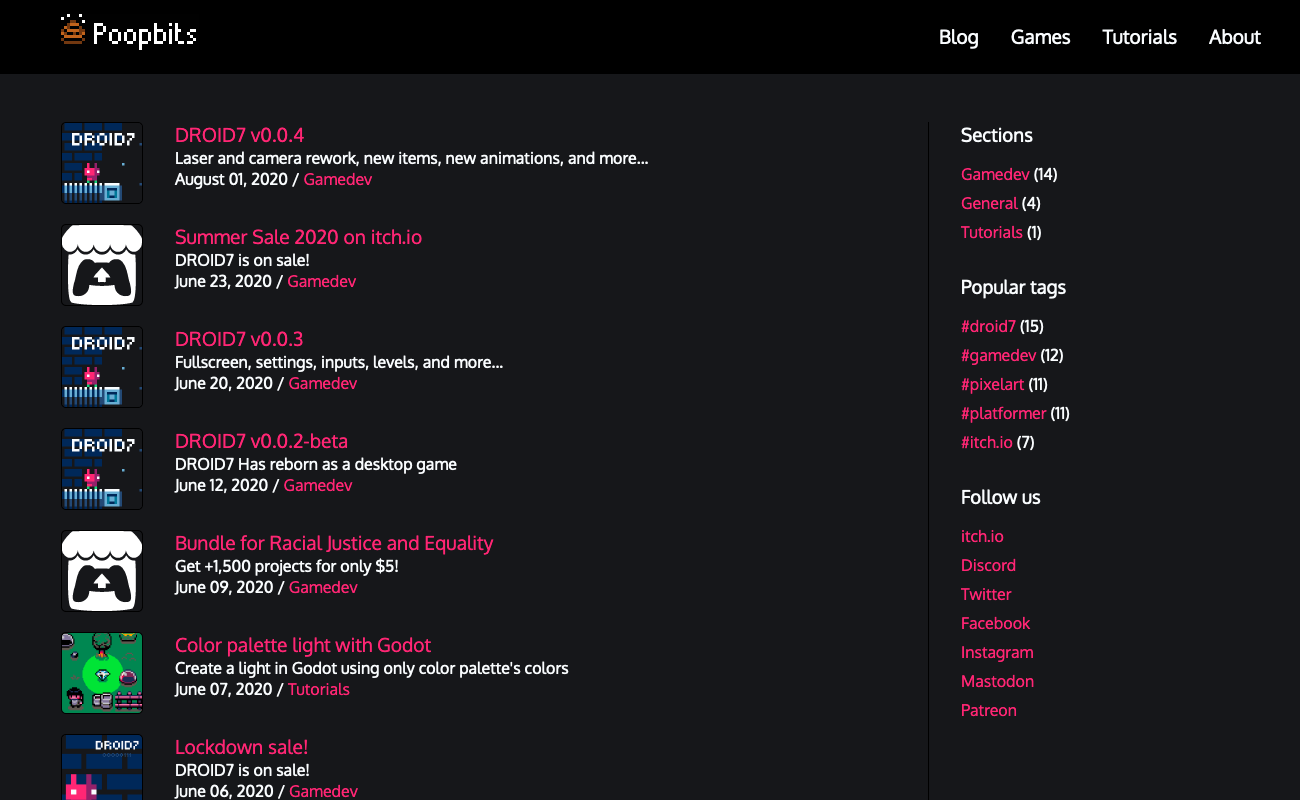 Poopbits
Blog Games Tutorials About
DROID7
DROID7 v0.0.4
Laser and camera rework, new items, new animations, and more...
August 01, 2020 / Gamedev
Summer Sale 2020 on itch.io
DROID7 is on sale!
June 23, 2020 / Gamedev
DROID7
DROID7 v0.0.3
Fullscreen, settings, inputs, levels, and more...
June 20, 2020 / Gamedev
DROID7
DROID7 v0.0.2-beta
DROID7 Has reborn as a desktop game
June 12, 2020 / Gamedev
Bundle for Racial Justice and Equality
Get +1,500 projects for only $5!
June 09, 2020 / Gamedev
Color palette light with Godot
Create a light in Godot using only color palette's colors
June 07, 2020 / Tutorials
DROID7
Lockdown sale!
DROID7 is on sale!
June 06, 2020 / Gamedev
Sections
Gamedev (14)
General (4)
Tutorials (1)
Popular tags
#droid7 (15)
#gamedev (12)
#pixelart (11)
#platformer (11)
#itch.io (7)
Follow us
itch.io
Discord
Twitter
Facebook
Instagram
Mastodon
Patreon